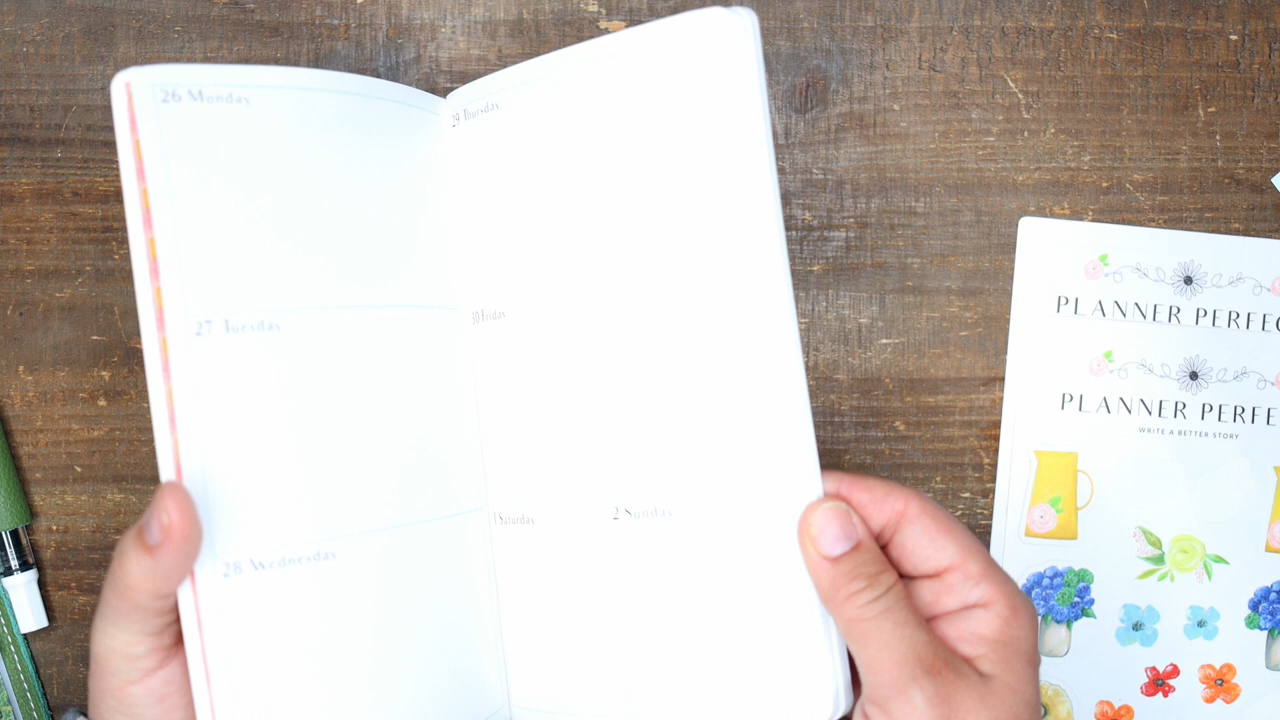 26 Monday
27 Tuesday
28 Wednesday
29 Thursday
30 Friday
1 Saturday
2 Sunday
PLANNER PERFEC
PLANNER PERFE
WRITE A BETTER STORY